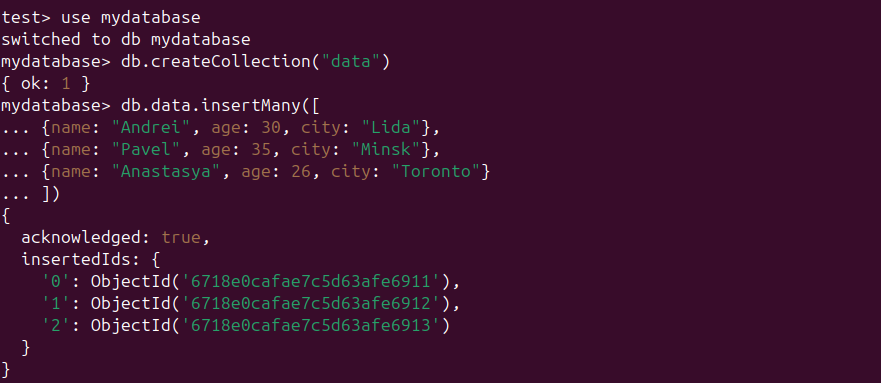 test> use mydatabase
switched to db mydatabase
mydatabase> db.createCollection("data")
{ ok: 1 }
mydatabase> db.data.insertMany([
... {name: "Andrei", age: 30, city: "Lida"},
... {name: "Pavel", age: 35, city: "Minsk"},
... {name: "Anastasya", age: 26, city: "Toronto"}
... ])
{
  acknowledged: true,
  insertedIds: {
    '0': ObjectId('6718e0cafae7c5d63afe6911'),
    '1': ObjectId('6718e0cafae7c5d63afe6912'),
    '2': ObjectId('6718e0cafae7c5d63afe6913')
  }
}